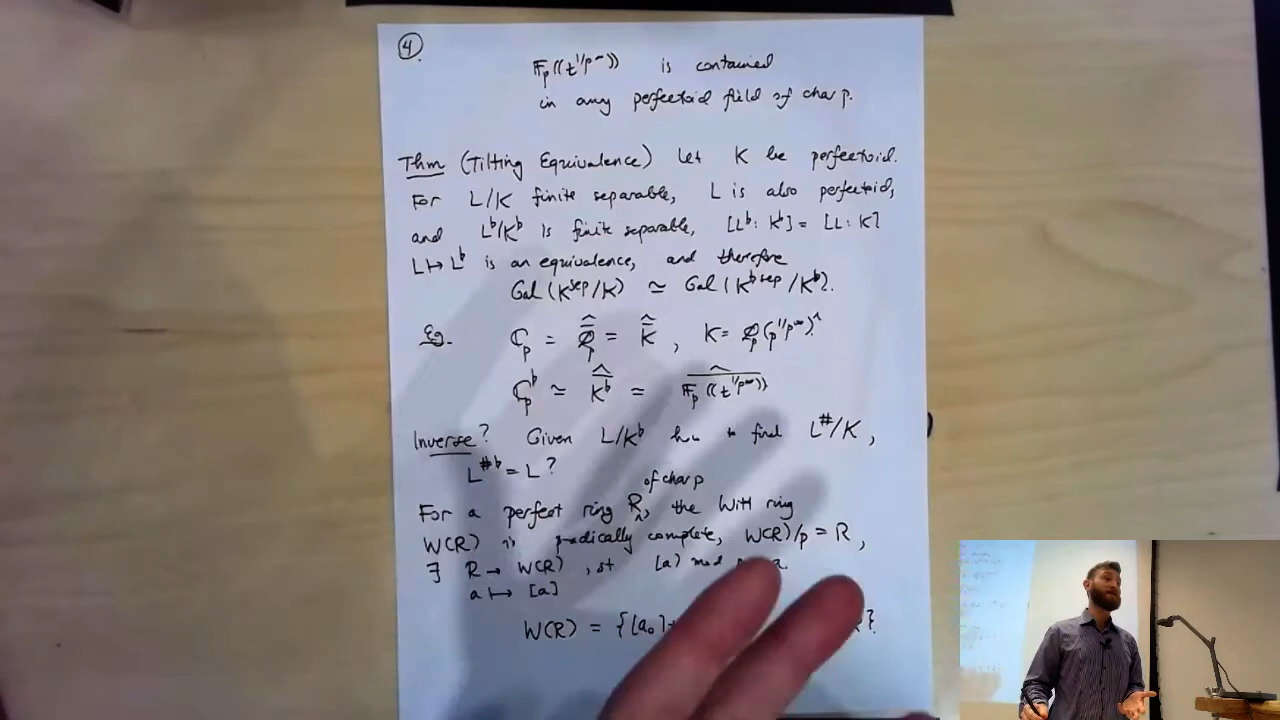 4
𝔽_p((t^{1/p^∞})) is contained
in any perfectoid field of char p.
Thm (Tilting Equivalence) Let K be perfectoid.
For L/K finite separable, L is also perfectoid,
and L^♭/K^♭ is finite separable, [L^♭: K^♭] = [L: K]
L ↦ L^♭ is an equivalence, and therefore
Gal(K^sep/K) ≃ Gal(K^{♭ sep}/K^♭).
Eg. ℂ_p = \hat{\bar{ℚ}}_p = \hat{\bar{K}}, K = ℚ_p(p^{1/p^∞})^∧
ℂ_p^♭ ≃ \hat{\bar{K^♭}} ≃ \hat{\overline{𝔽_p((t^{1/p^∞}))}}
Inverse? Given L/K^♭ how to find L^#/K,
L^{#♭} = L?
of char p
For a perfect ring R, the Witt ring
W(R) is p-adically complete, W(R)/p = R,
∃ R → W(R), st [a] mod a.
a ↦ [a]
W(R) = {[a_0]+ R}.